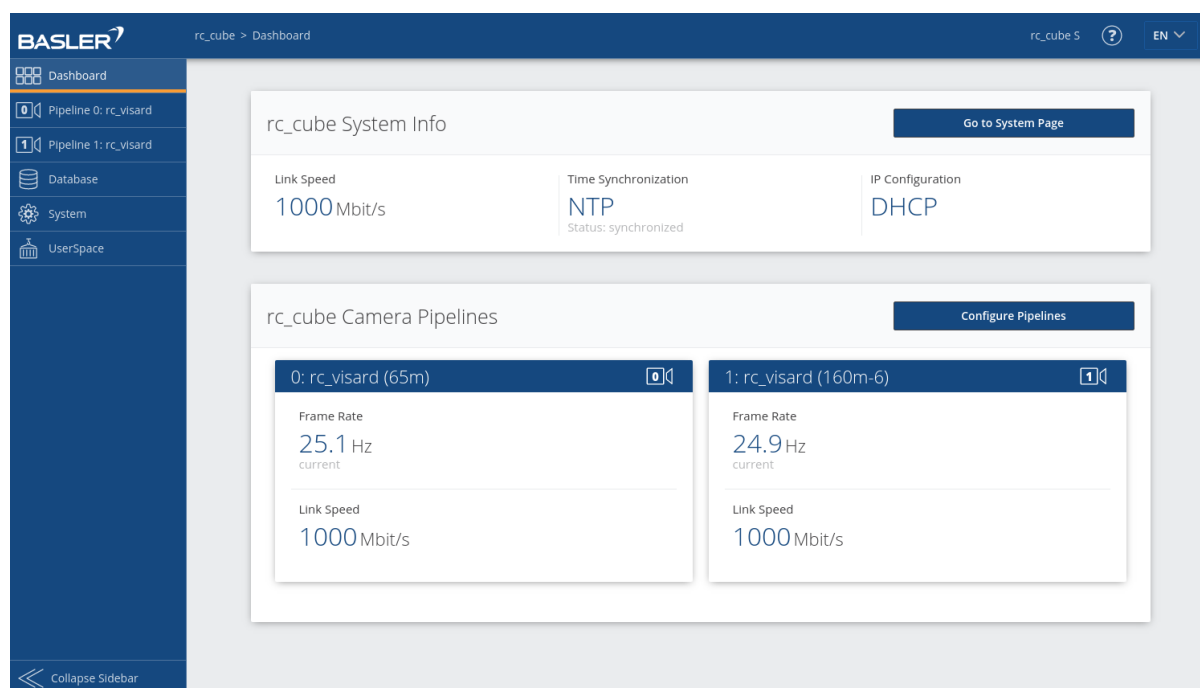 BASLER
rc_cube > Dashboard
rc_cube S
?
EN
Dashboard
0 Pipeline 0: rc_visard
1 Pipeline 1: rc_visard
Database
System
UserSpace
Collapse Sidebar
rc_cube System Info
Go to System Page
Link Speed
1000 Mbit/s
Time Synchronization
NTP
Status: synchronized
IP Configuration
DHCP
rc_cube Camera Pipelines
Configure Pipelines
0: rc_visard (65m)
0
Frame Rate
25.1 Hz
current
Link Speed
1000 Mbit/s
1: rc_visard (160m-6)
1
Frame Rate
24.9 Hz
current
Link Speed
1000 Mbit/s